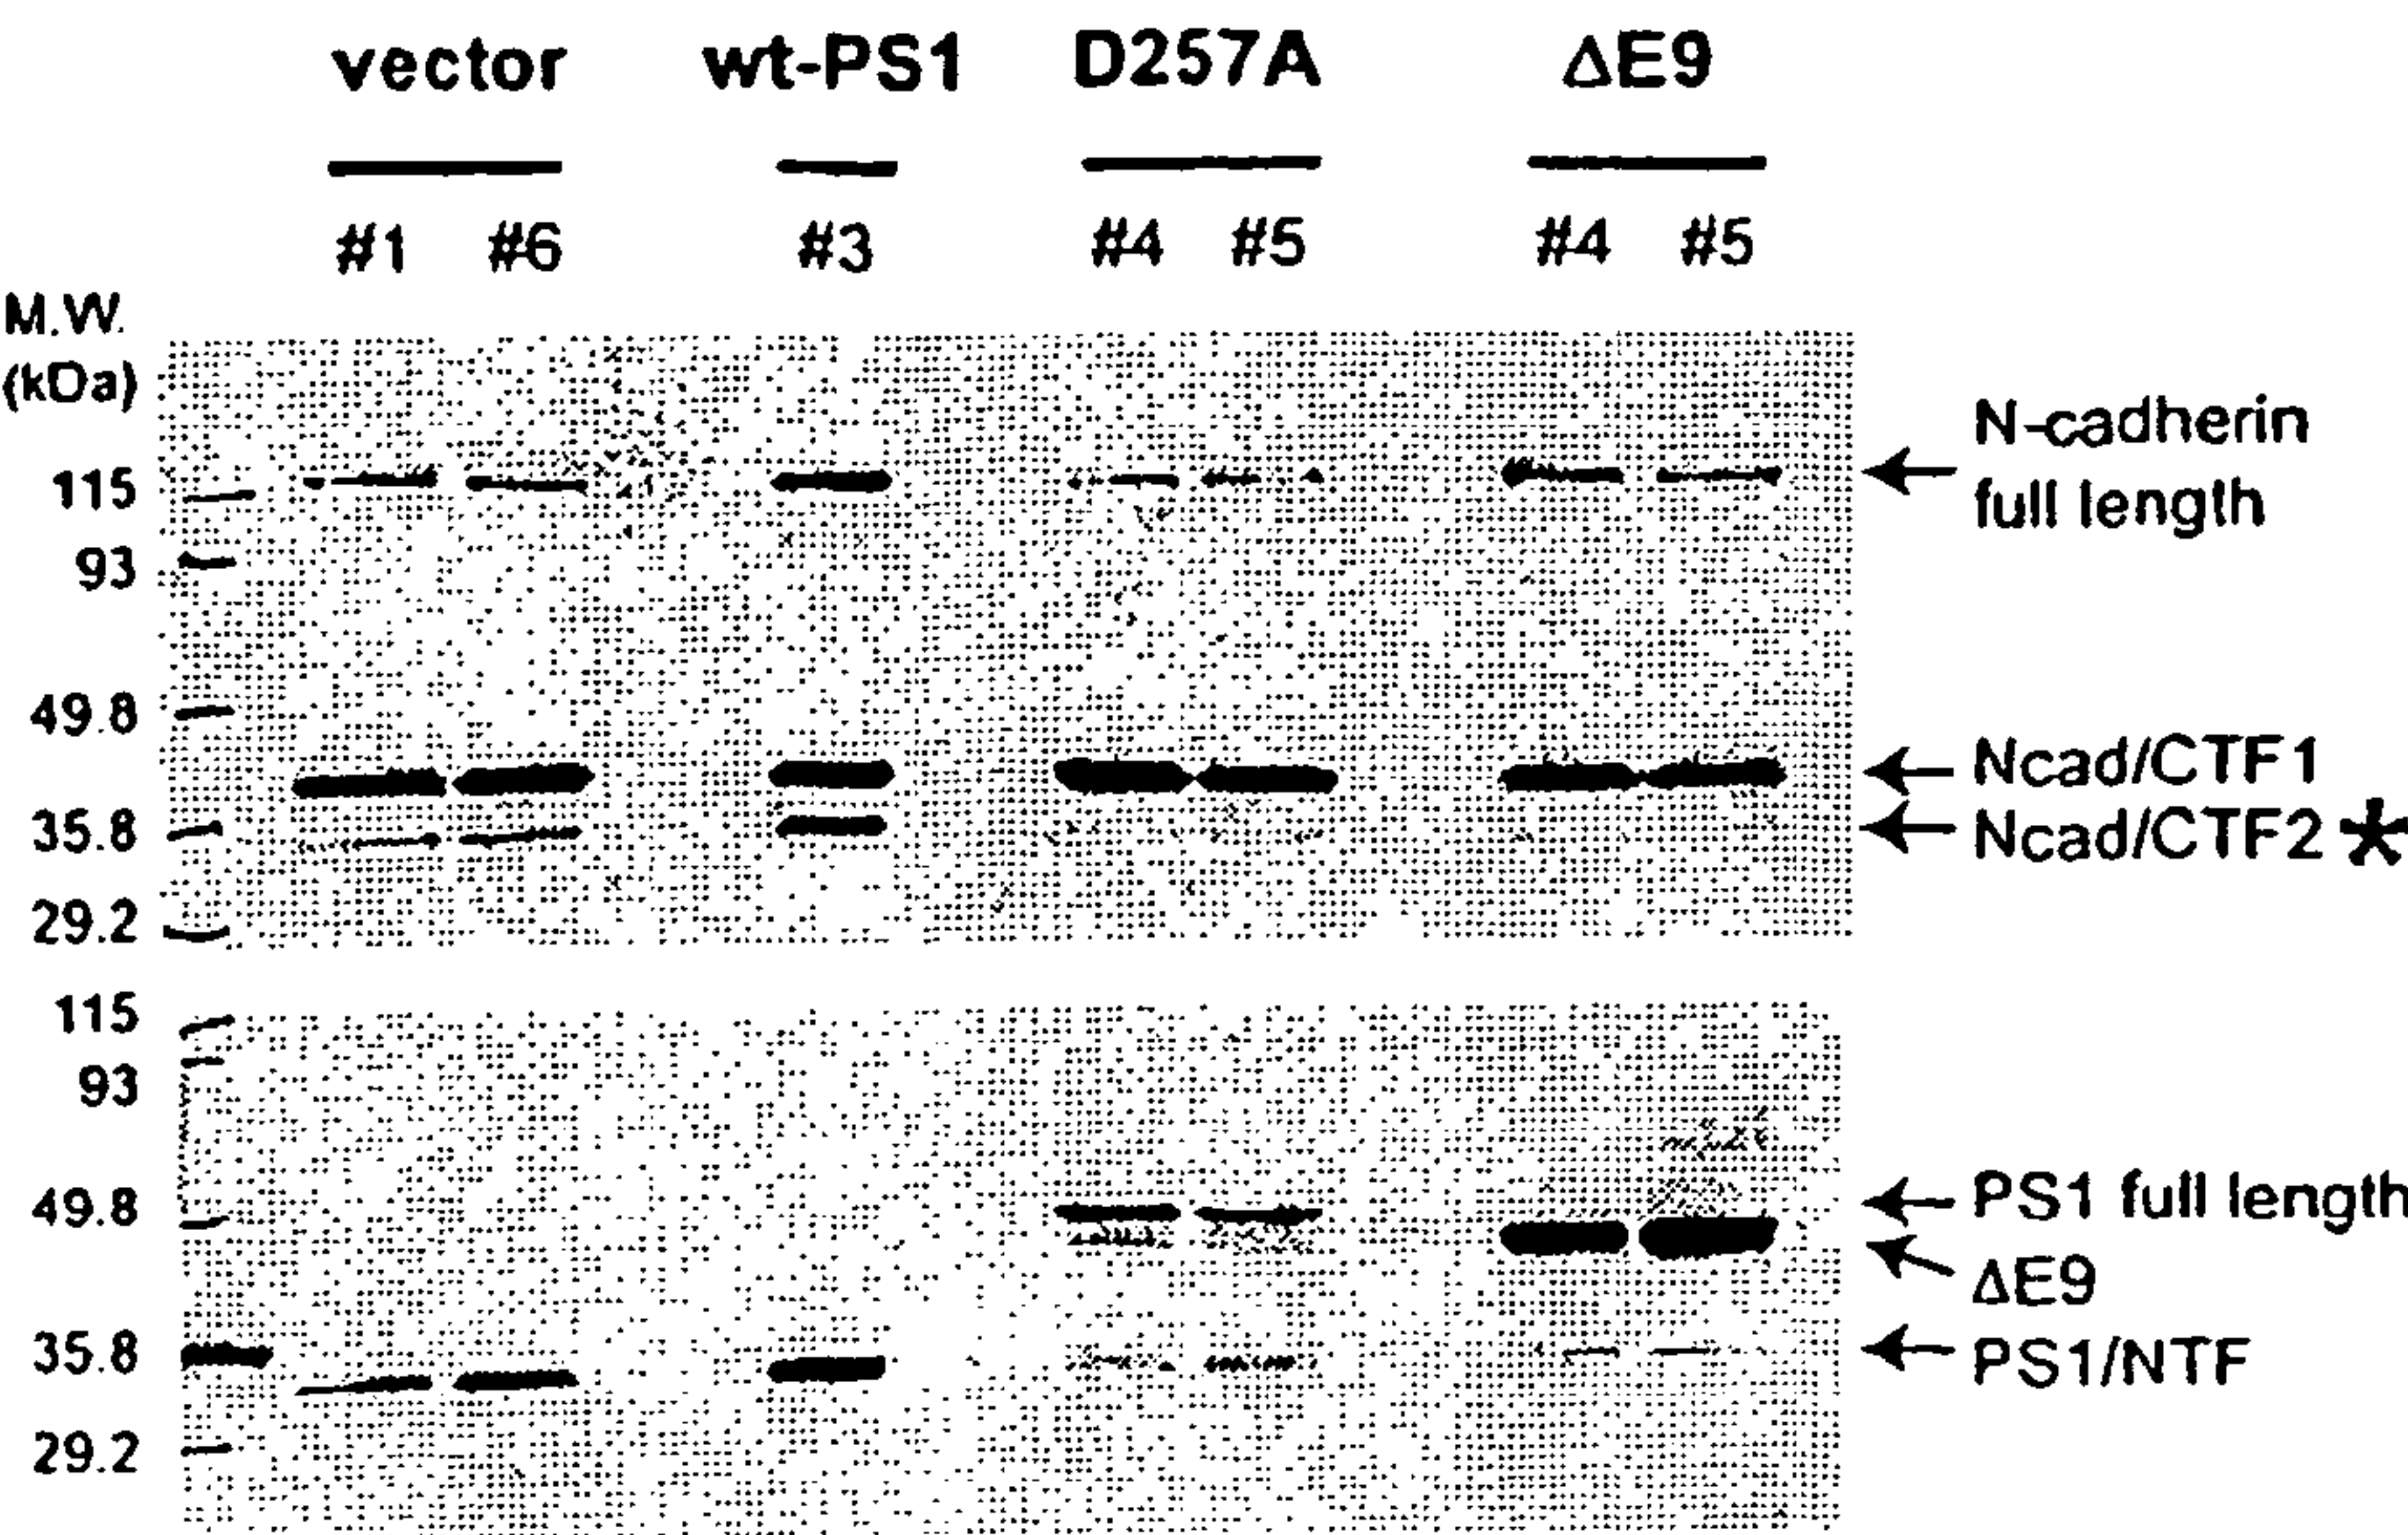 vector wt-PS1 D257A ΔE9
#1 #6 #3 #4 #5 #4 #5
M.W.
(kDa)
115
93
49.8
35.8
29.2
N-cadherin
full length
Ncad/CTF1
Ncad/CTF2 *
115
93
49.8
35.8
29.2
PS1 full length
ΔE9
PS1/NTF